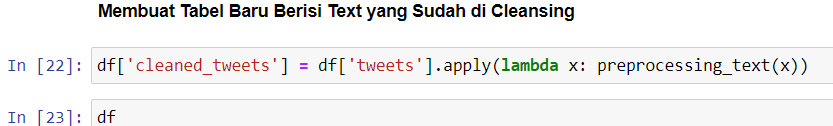 Membuat Tabel Baru Berisi Text yang Sudah di Cleansing
In [22]: df['cleaned_tweets'] = df['tweets'].apply(lambda x: preprocessing_text(x))
In [23]: df